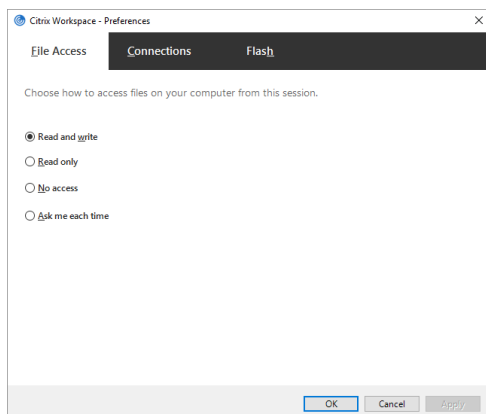 Citrix Workspace - Preferences
File Access Connections Flash
Choose how to access files on your computer from this session.
Read and write
Read only
No access
Ask me each time
OK Cancel Apply